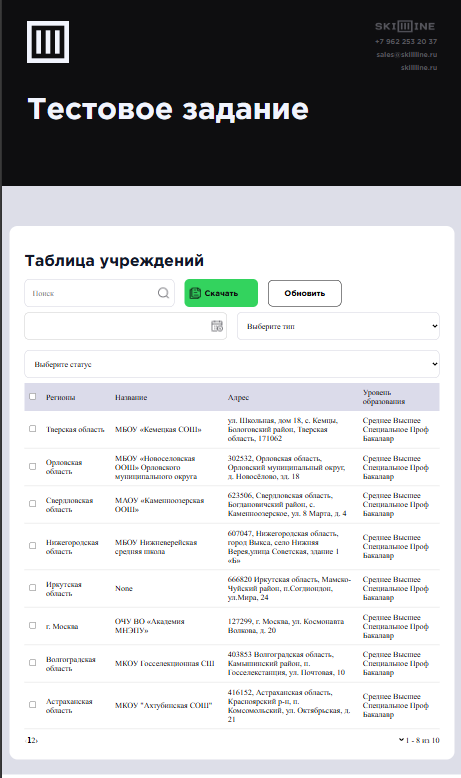 SKILLLINE
+7 962 253 20 37
sales@skillline.ru
skillline.ru
Тестовое задание
Таблица учреждений
Поиск
Скачать
Обновить
Выберите тип
Выберите статус
Регионы Название Адрес Уровень образования
Тверская область МБОУ «Кемецкая СОШ» ул. Школьная, дом 18, с. Кемцы,
Бологовский район, Тверская
область, 171062
Среднее Высшее
Специальное Проф
Бакалавр
Орловская
область
МБОУ «Новоселовская
ООШ» Орловского
муниципального округа
302532, Орловская область,
Орловский муниципальный округ,
д. Новосёлово, зд. 18
Среднее Высшее
Специальное Проф
Бакалавр
Свердловская
область
МАОУ «Каменноозерская
ООШ»
623506, Свердловская область,
Богдановичский район, с.
Каменноозерское, ул. 8 Марта, д. 4
Среднее Высшее
Специальное Проф
Бакалавр
Нижегородская
область
МБОУ Нижневерейская
средняя школа
607047, Нижегородская область,
город Выкса, село Нижняя
Верея,улица Советская, здание 1
«Б»
Среднее Высшее
Специальное Проф
Бакалавр
Иркутская
область
None
666820 Иркутская область, Мамско-
Чуйский район, п.Согдиондон,
ул.Мира, 24
Среднее Высшее
Специальное Проф
Бакалавр
г. Москва
ОЧУ ВО «Академия
МНЭПУ»
127299, г. Москва, ул. Космонавта
Волкова, д. 20
Среднее Высшее
Специальное Проф
Бакалавр
Волгоградская
область
МКОУ Госселекционная СШ
403853 Волгоградская область,
Камышинский район, п.
Госселекстанция, ул. Почтовая, 10
Среднее Высшее
Специальное Проф
Бакалавр
Астраханская
область
МКОУ "Ахтубинская СОШ"
416152, Астраханская область,
Красноярский р-н, п.
Комсомольский, ул. Октябрьская, д.
21
Среднее Высшее
Специальное Проф
Бакалавр
‹12›
1 - 8 из 10